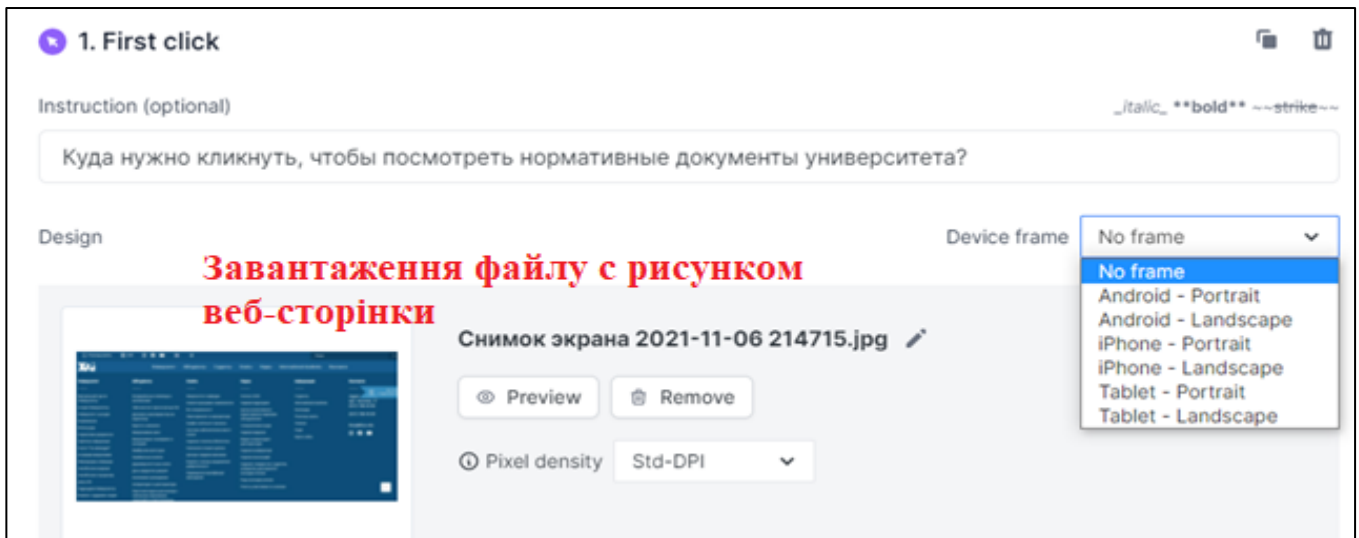 1. First click
Instruction (optional)
_italic_ **bold** ~~strike~~
Куда нужно кликнуть, чтобы посмотреть нормативные документы университета?
Design
Device frame
No frame
No frame
Android - Portrait
Android - Landscape
iPhone - Portrait
iPhone - Landscape
Tablet - Portrait
Tablet - Landscape
Завантаження файлу с рисунком
веб-сторінки
Снимок экрана 2021-11-06 214715.jpg
Preview
Remove
Pixel density
Std-DPI